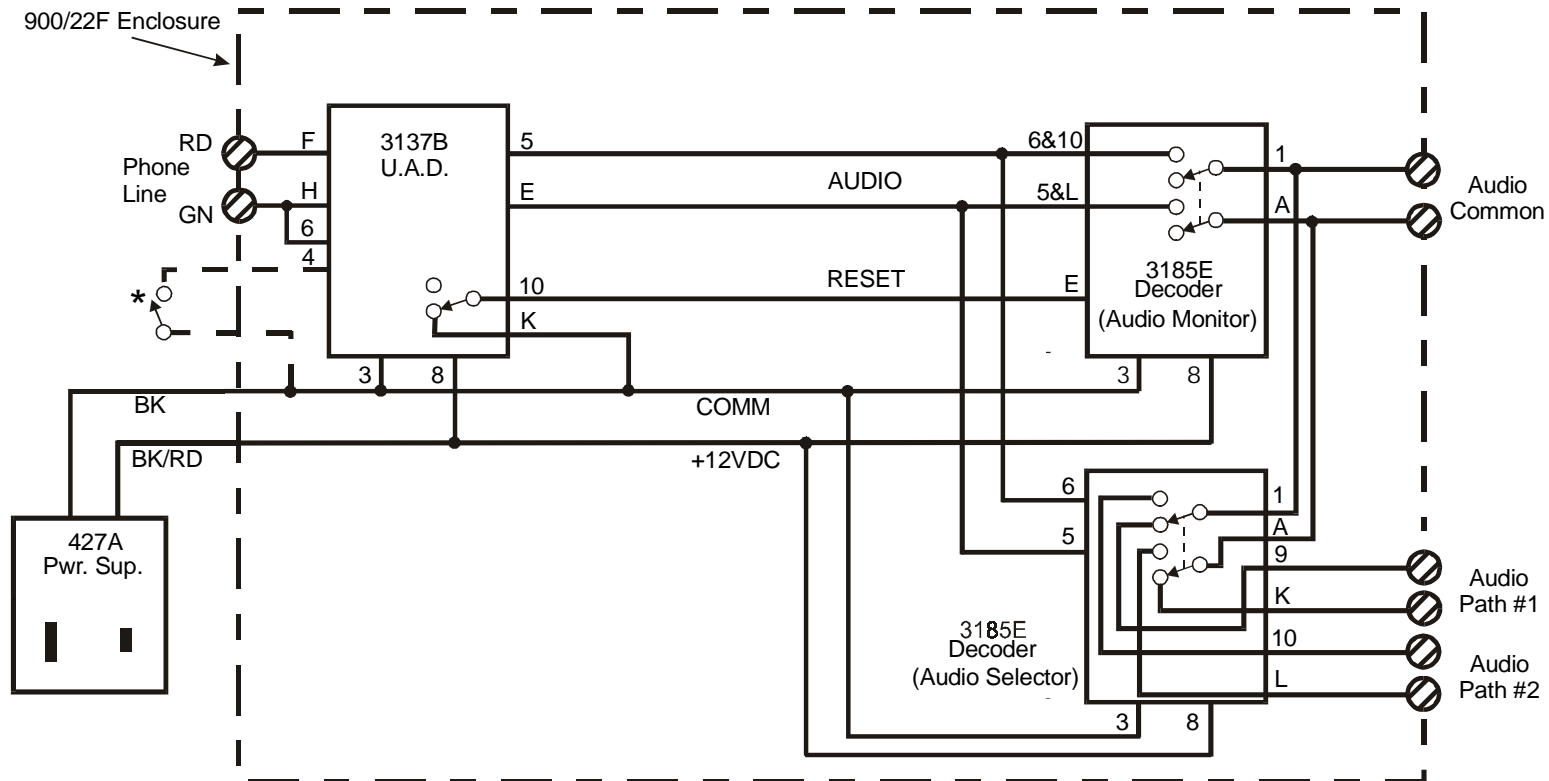 900/22F Enclosure
RD
Phone
Line
GN
F
H
6
4
*
3137B
U.A.D.
5
E
10
K
3
8
AUDIO
RESET
6&10
5&L
E
1
A
3185E
Decoder
(Audio Monitor)
3
8
Audio
Common
BK
COMM
BK/RD
+12VDC
427A
Pwr. Sup.
6
5
1
A
9
K
10
L
3185E
Decoder
(Audio Selector)
3
8
Audio
Path #1
Audio
Path #2